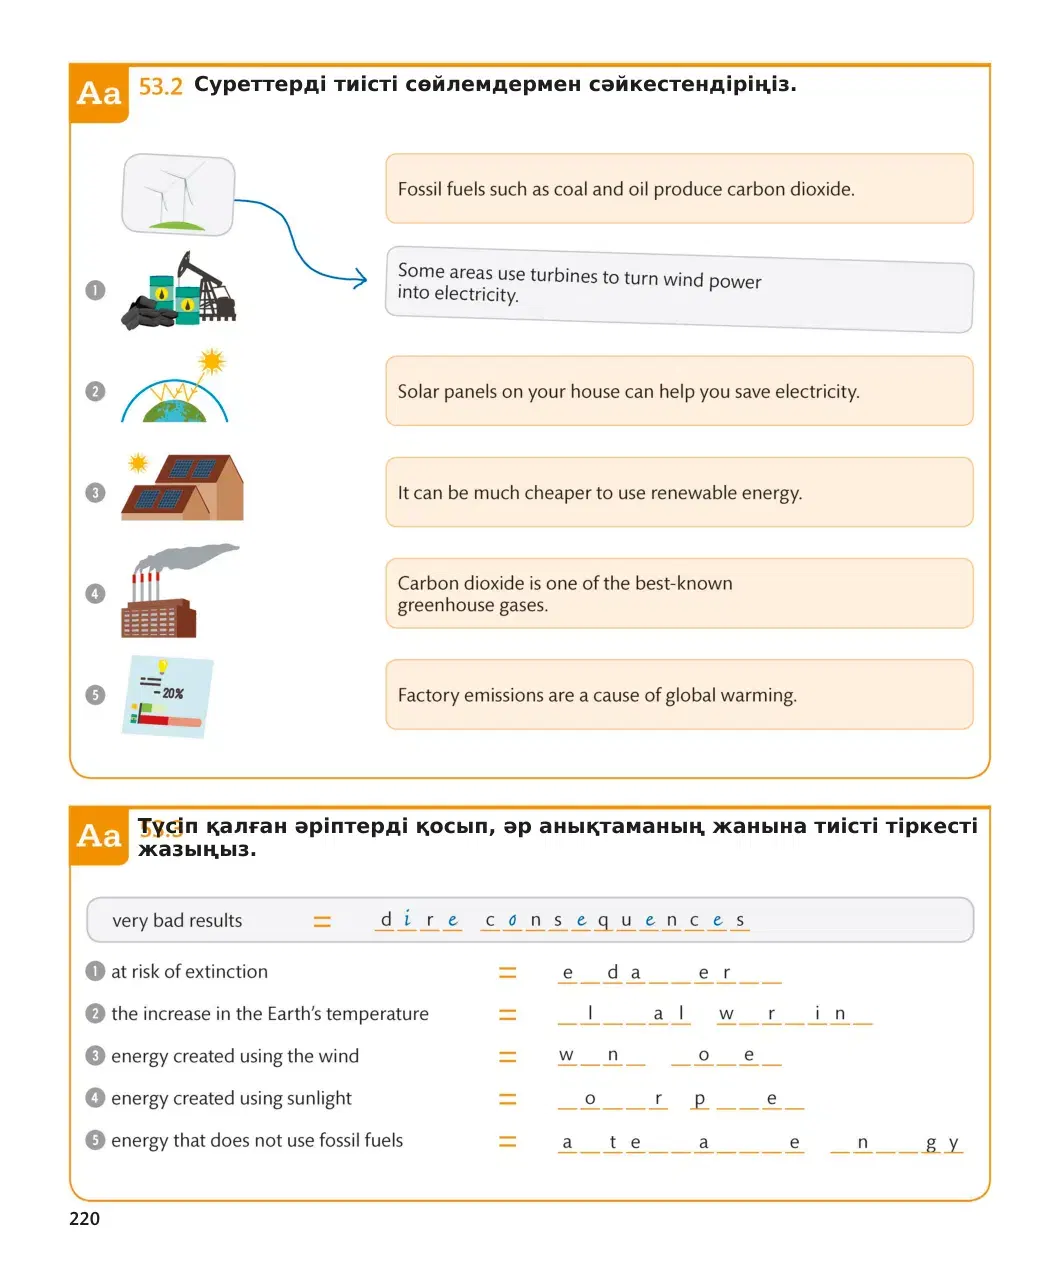 Aa 53.2 Суреттерді тиісті сөйлемдермен сәйкестендіріңіз.
Fossil fuels such as coal and oil produce carbon dioxide.
1
Some areas use turbines to turn wind power
into electricity.
2
Solar panels on your house can help you save electricity.
3
It can be much cheaper to use renewable energy.
4
Carbon dioxide is one of the best-known
greenhouse gases.
5
- 20%
Factory emissions are a cause of global warming.
Aa Түсіп қалған әріптерді қосып, әр анықтаманың жанына тиісті тіркесті
жазыңыз.
very bad results = d i r e c o n s e q u e n c e s
1 at risk of extinction = e _ d a _ _ e r _ _
2 the increase in the Earth's temperature = _ l _ _ a l w _ r _ i n _
3 energy created using the wind = w _ n _ _ o _ e _
4 energy created using sunlight = _ o _ _ r p _ _ e _
5 energy that does not use fossil fuels = a _ t e _ _ a _ _ _ e _ n _ _ g y
220